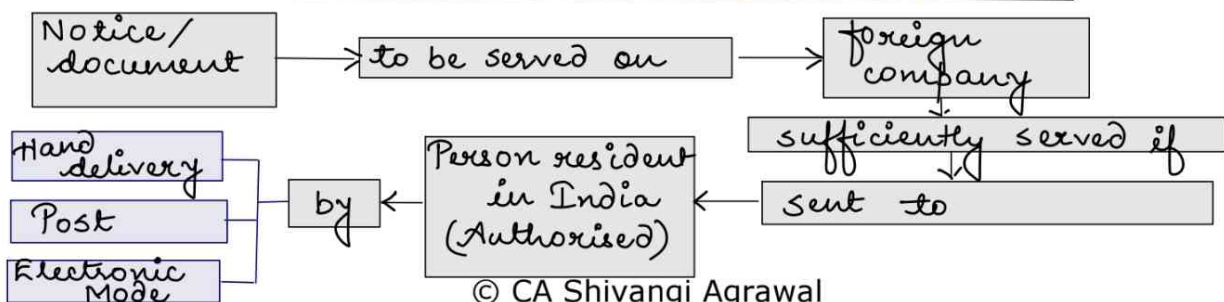 Notice/
document
to be served on
foreign
company
sufficiently served if
sent to
Person resident
in India
(Authorised)
by
Hand
delivery
Post
Electronic
Mode
© CA Shivangi Agrawal